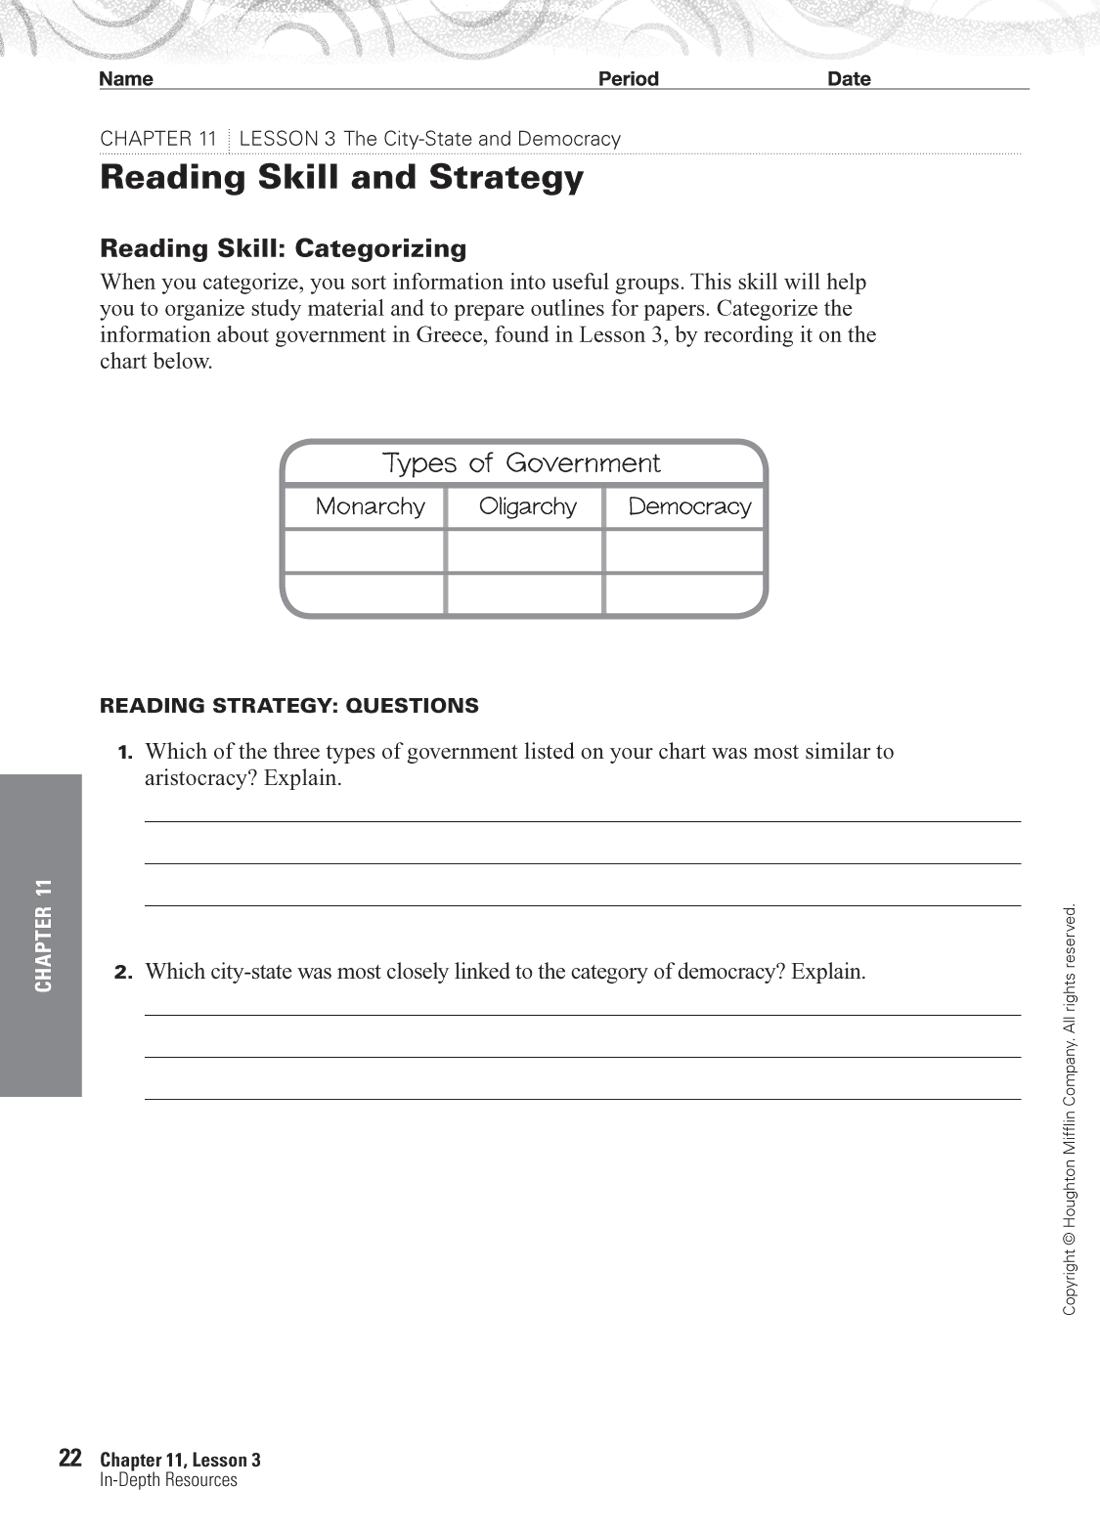 Name Period Date
CHAPTER 11 LESSON 3 The City-State and Democracy
Reading Skill and Strategy
Reading Skill: Categorizing
When you categorize, you sort information into useful groups. This skill will help
you to organize study material and to prepare outlines for papers. Categorize the
information about government in Greece, found in Lesson 3, by recording it on the
chart below.
Types of Government
Monarchy Oligarchy Democracy
READING STRATEGY: QUESTIONS
1. Which of the three types of government listed on your chart was most similar to
aristocracy? Explain.
2. Which city-state was most closely linked to the category of democracy? Explain.
CHAPTER 11
Copyright © Houghton Mifflin Company. All rights reserved.
22 Chapter 11, Lesson 3
In-Depth Resources